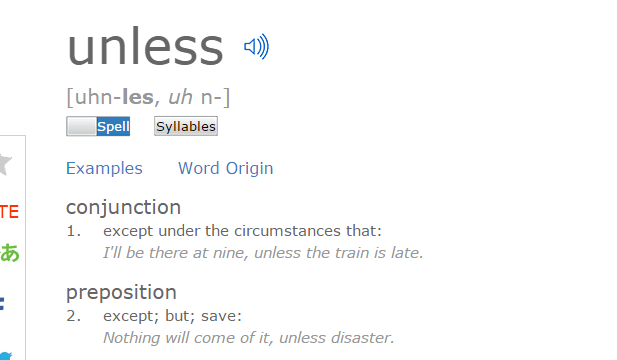 unless
[uhn-les, uh n-]
Spell Syllables
Examples Word Origin
TE
あ
conjunction
1. except under the circumstances that:
I'll be there at nine, unless the train is late.
preposition
2. except; but; save:
Nothing will come of it, unless disaster.